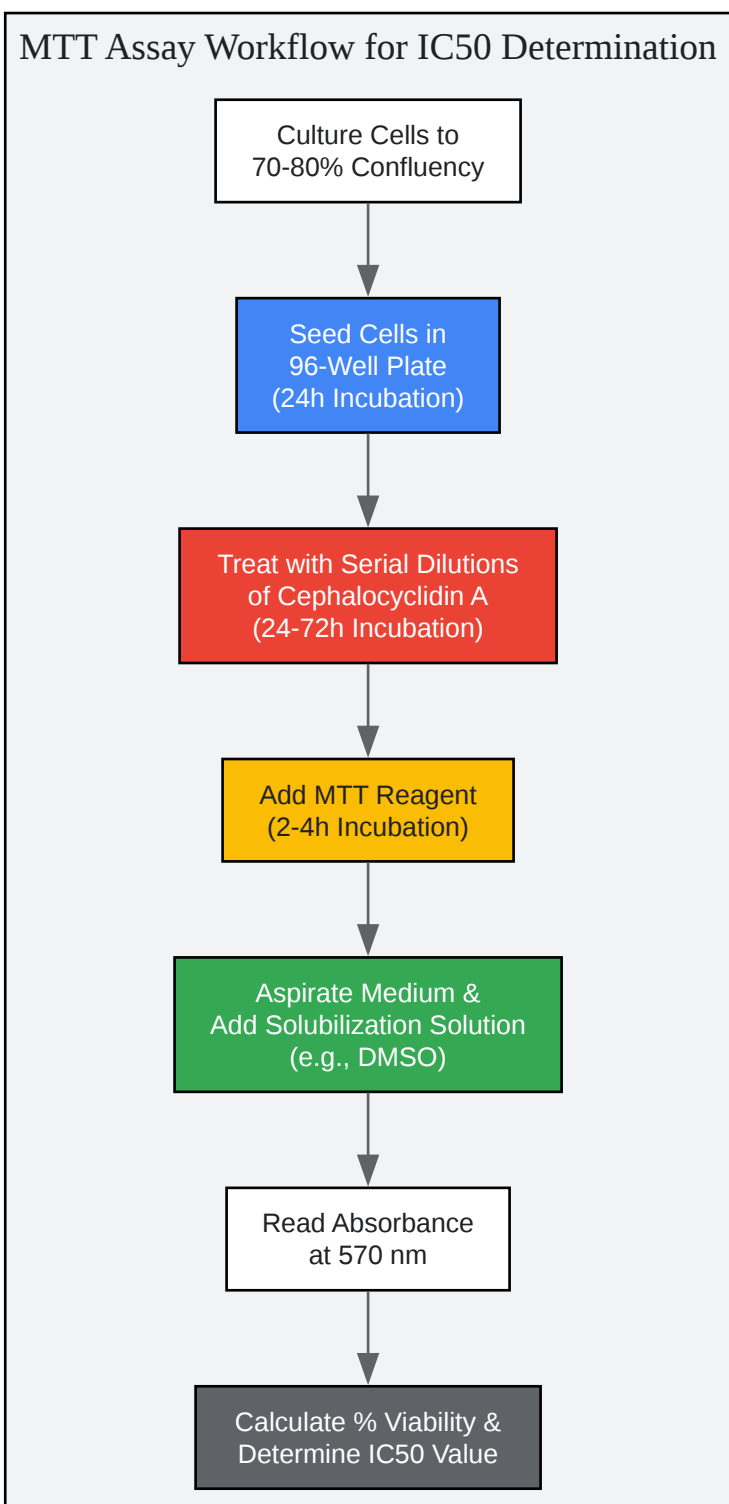 MTT Assay Workflow for IC50 Determination
Culture Cells to
70-80% Confluency
Seed Cells in
96-Well Plate
(24h Incubation)
Treat with Serial Dilutions
of Cephalocyclidin A
(24-72h Incubation)
Add MTT Reagent
(2-4h Incubation)
Aspirate Medium &
Add Solubilization Solution
(e.g., DMSO)
Read Absorbance
at 570 nm
Calculate % Viability &
Determine IC50 Value